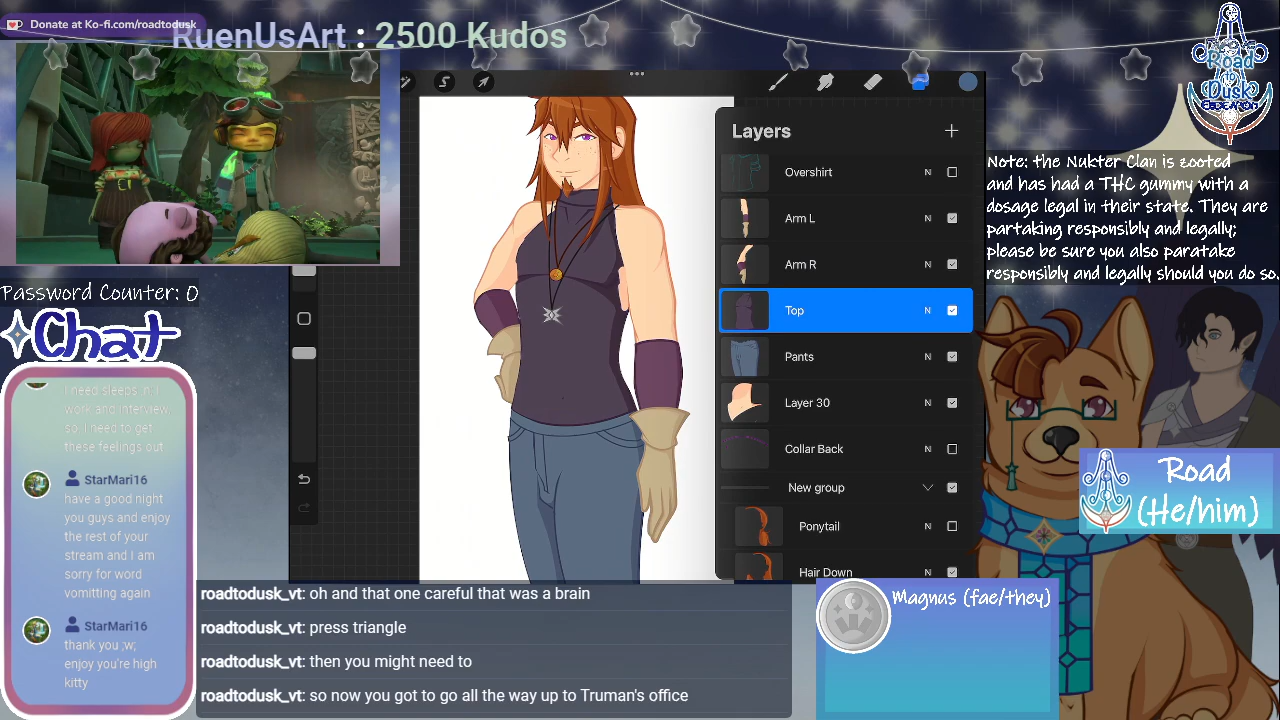 Donate at Ko-fi.com/roadtodusk
RuenUsArt : 2500 Kudos
Road
to
Dusk
Layers
Overshirt N
Arm L N
Arm R N
Top N
Pants N
Layer 30 N
Collar Back N
New group
Ponytail N
Hair Down N
Note: the Nukter Clan is zooted
and has had a THC gummy with a
dosage legal in their state. They are
partaking responsibly and legally;
please be sure you also paratake
responsibly and legally should you do so.
Password Counter: 0
Chat
I need sleeps ;n; I
work and interview
so. I need to get
these feelings out
StarMari16
have a good night
you guys and enjoy
the rest of your
stream and I am
sorry for word
vomitting again
StarMari16
thank you ;w;
enjoy you're high
kitty
Road
(He/him)
Magnus (fae/they)
roadtodusk_vt: oh and that one careful that was a brain
roadtodusk_vt: press triangle
roadtodusk_vt: then you might need to
roadtodusk_vt: so now you got to go all the way up to Truman's office